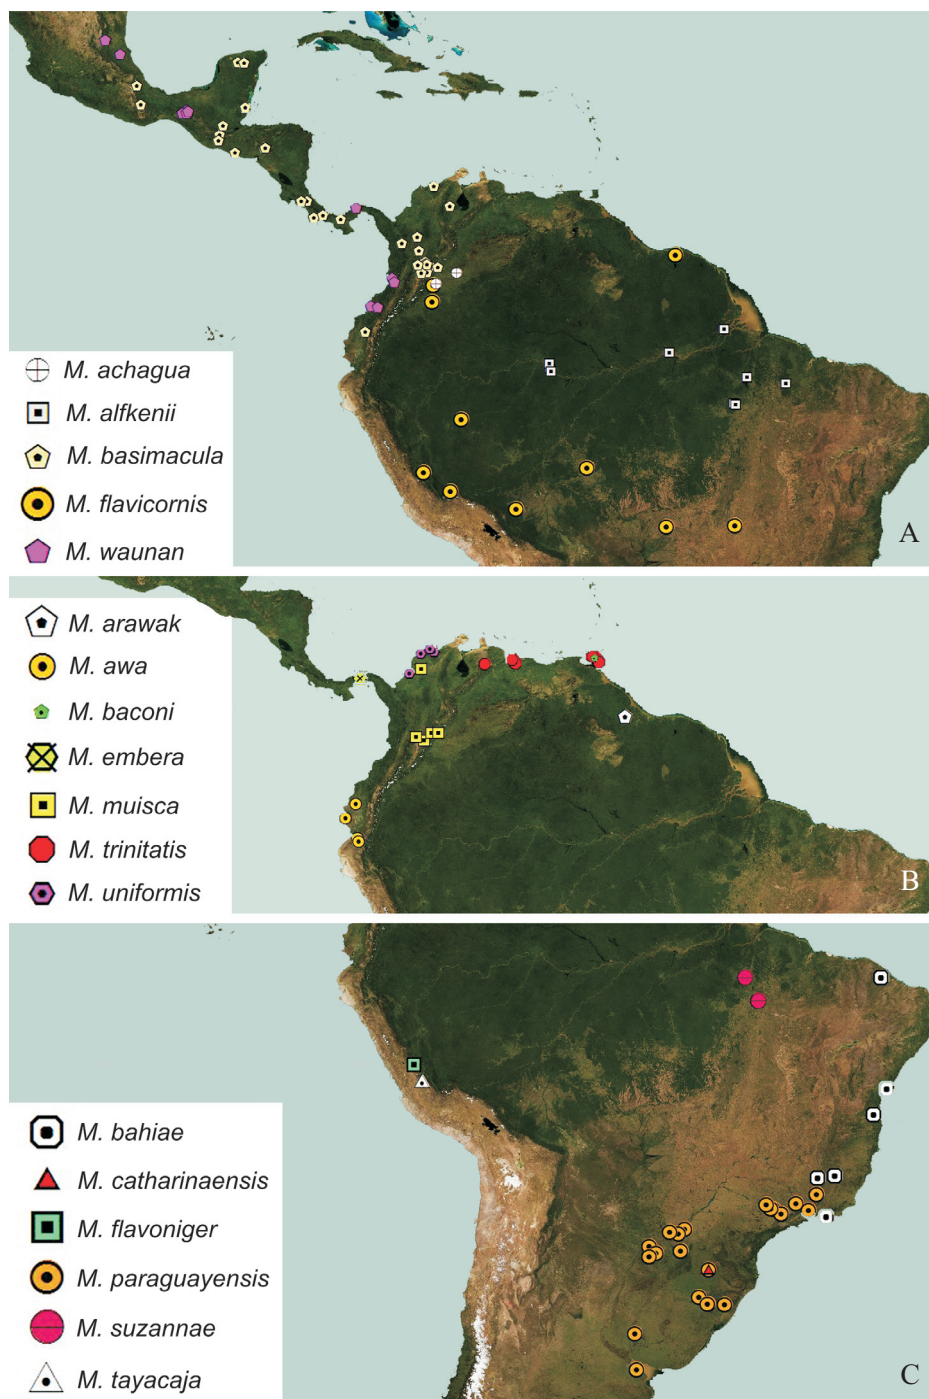 M. achagua
M. alfkenii
M. basimacula
M. flavicornis
M. waunan
A
M. arawak
M. awa
M. baconi
M. embera
M. muisca
M. trinitatis
M. uniformis
B
M. bahiae
M. catharinaensis
M. flavoniger
M. paraguayensis
M. suzannae
M. tayacaja
C